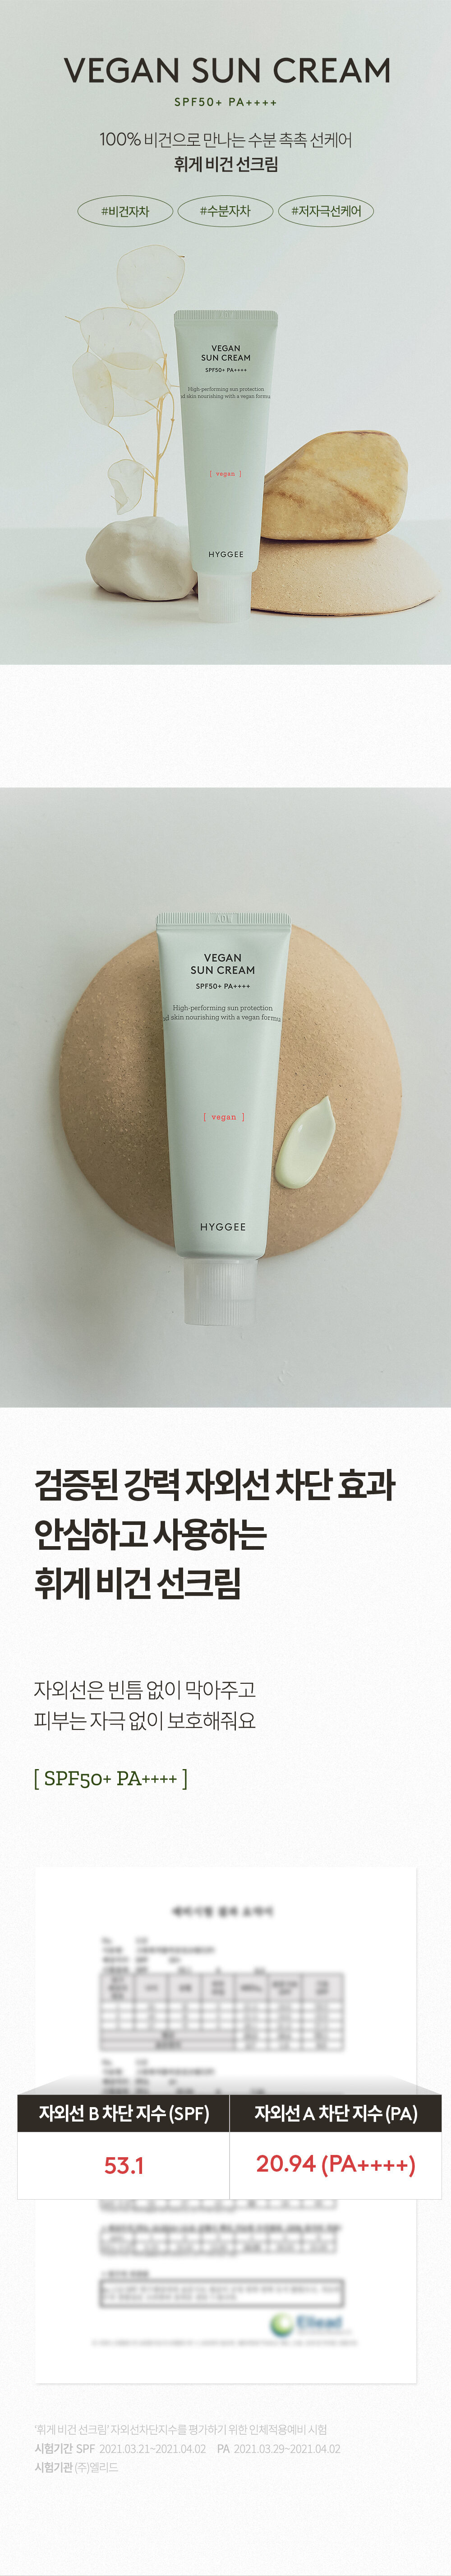 VEGAN SUN CREAM
SPF50+ PA++++
100% 비건으로 만나는 수분 촉촉 선케어
휘게 비건 선크림
#비건자차 #수분자차 #저자극선케어
VEGAN
SUN CREAM
SPF50+ PA++++
High-performing sun protection
d skin nourishing with a vegan formu
[ vegan ]
HYGGEE
VEGAN
SUN CREAM
SPF50+ PA++++
High-performing sun protection
d skin nourishing with a vegan formu
[ vegan ]
HYGGEE
검증된 강력 자외선 차단 효과
안심하고 사용하는
휘게 비건 선크림
자외선은 빈틈 없이 막아주고
피부는 자극 없이 보호해줘요
[ SPF50+ PA++++ ]
자외선 B 차단 지수 (SPF) 자외선 A 차단 지수 (PA)
53.1 20.94 (PA++++)
Ellead
'휘게 비건 선크림' 자외선차단지수를 평가하기 위한 인체적용예비 시험
시험기간 SPF 2021.03.21~2021.04.02 PA 2021.03.29~2021.04.02
시험기관 (주)엘리드